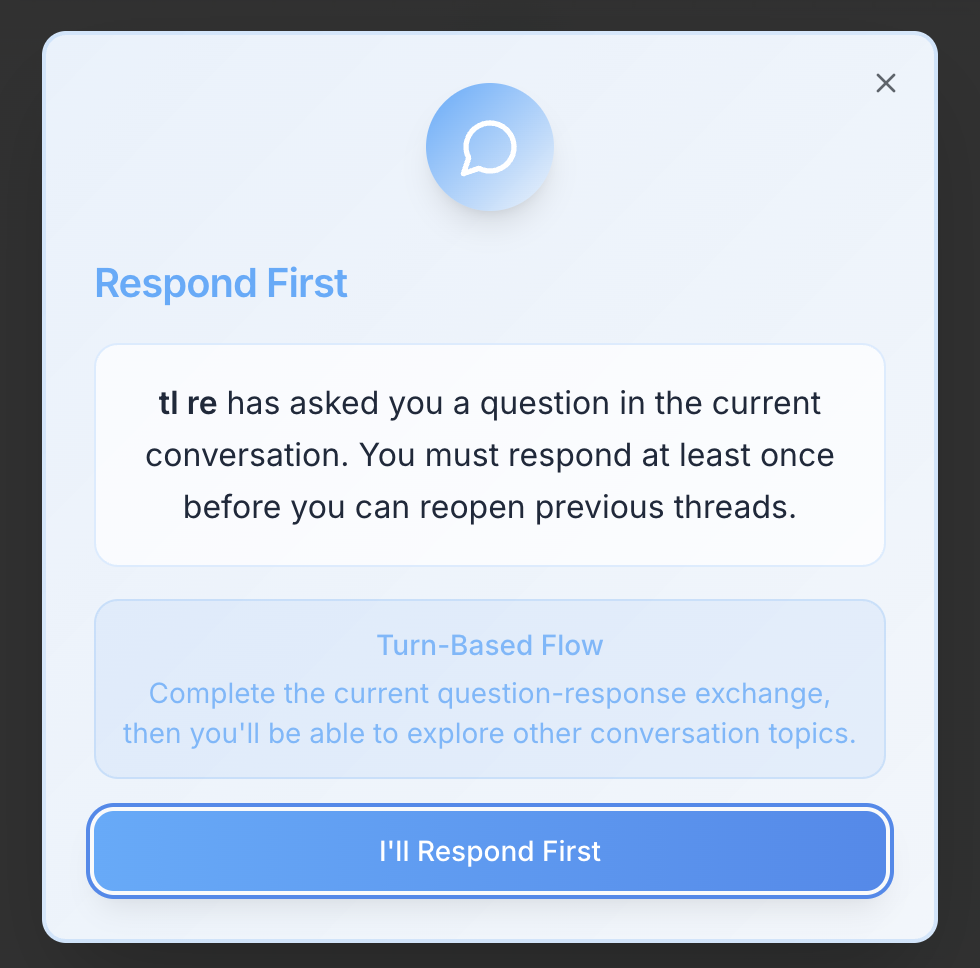 Respond First
tl re has asked you a question in the current
conversation. You must respond at least once
before you can reopen previous threads.
Turn-Based Flow
Complete the current question-response exchange,
then you'll be able to explore other conversation topics.
I'll Respond First